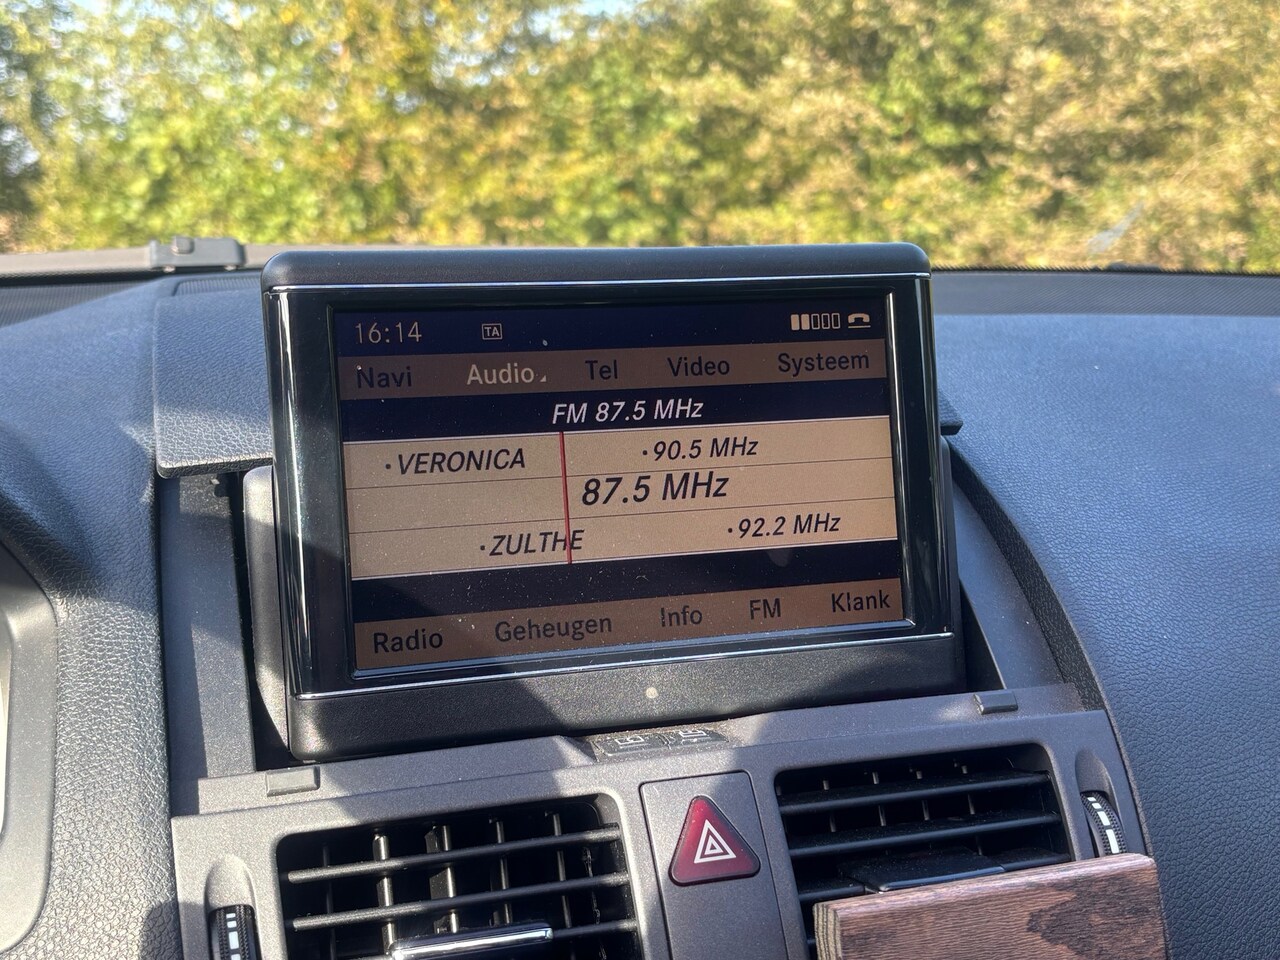 16:14 TA
Navi Audio Tel Video Systeem
FM 87.5 MHz
·VERONICA ·90.5 MHz
87.5 MHz
·ZULTHE ·92.2 MHz
Radio Geheugen Info FM Klank